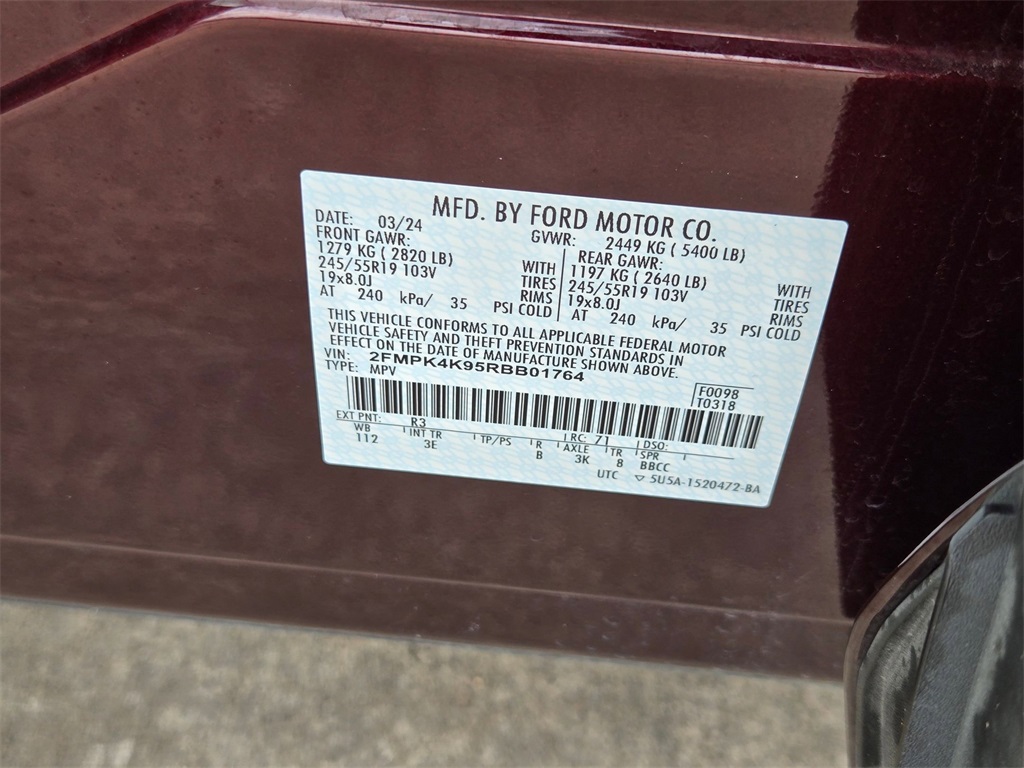 MFD. BY FORD MOTOR CO.
DATE: 03/24 GVWR: 2449 KG ( 5400 LB)
FRONT GAWR: REAR GAWR:
1279 KG ( 2820 LB) WITH 1197 KG ( 2640 LB) WITH
245/55R19 103V TIRES 245/55R19 103V TIRES
19x8.0J RIMS 19x8.0J RIMS
AT 240 kPa/ 35 PSI COLD AT 240 kPa/ 35 PSI COLD
THIS VEHICLE CONFORMS TO ALL APPLICABLE FEDERAL MOTOR
VEHICLE SAFETY AND THEFT PREVENTION STANDARDS IN
EFFECT ON THE DATE OF MANUFACTURE SHOWN ABOVE.
VIN: 2FMPK4K95RBB01764
TYPE: MPV
F0098
T0318
EXT PNT: R3 RC: 71 DSO:
WB INT TR TP/PS R AXLE TR SPR
112 3E B 3K 8 BBCC
UTC ▽ 5U5A-1520472-BA